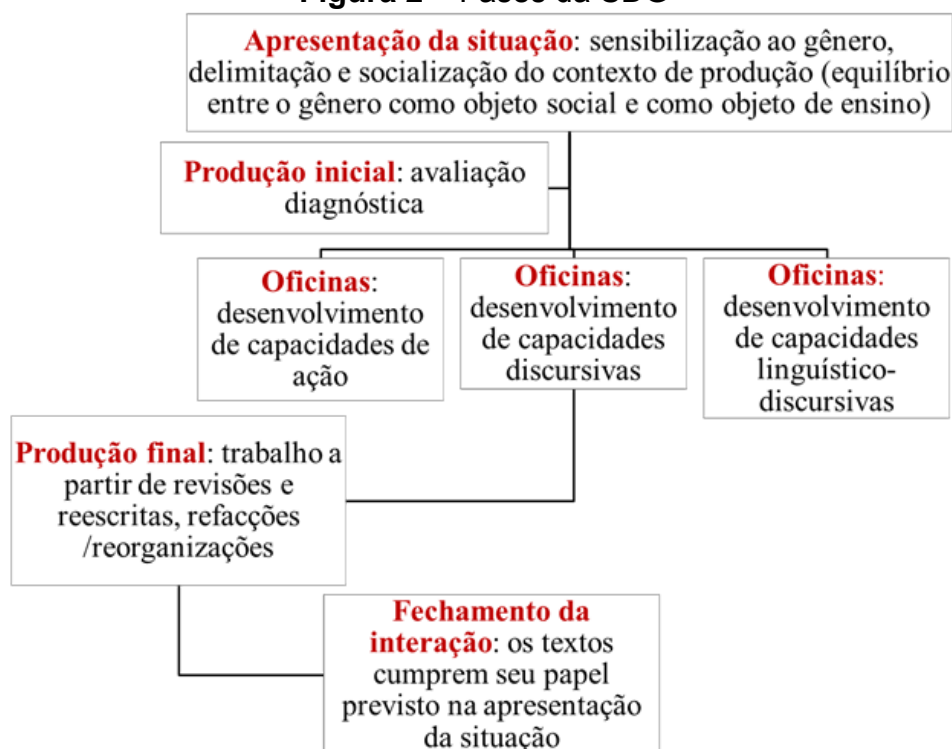 Apresentação da situação: sensibilização ao gênero,
delimitação e socialização do contexto de produção (equilíbrio
entre o gênero como objeto social e como objeto de ensino)
Produção inicial: avaliação
diagnóstica
Oficinas:
desenvolvimento
de capacidades de
ação
Oficinas:
desenvolvimento
de capacidades
discursivas
Oficinas:
desenvolvimento
de capacidades
linguístico-
discursivas
Produção final: trabalho a
partir de revisões e
reescritas, refacções
/reorganizações
Fechamento da
interação: os textos
cumprem seu papel
previsto na apresentação
da situação